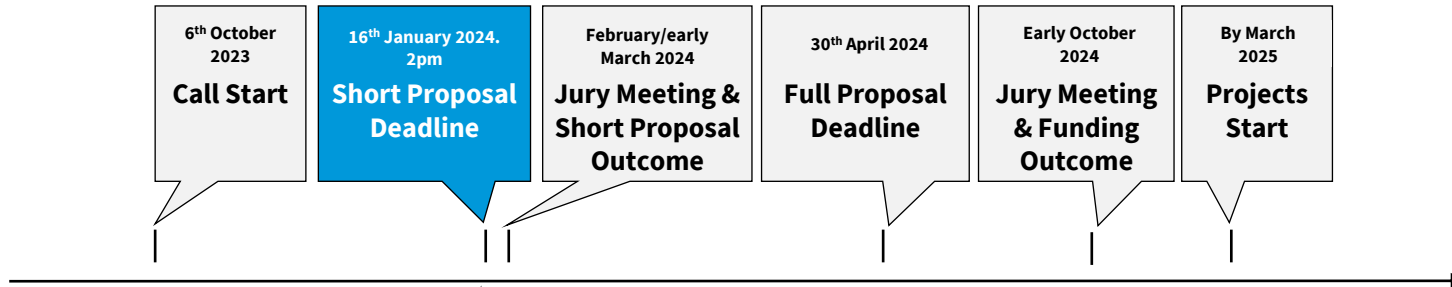 6th October
2023
Call Start
16th January 2024.
2pm
Short Proposal
Deadline
February/early
March 2024
Jury Meeting &
Short Proposal
Outcome
30th April 2024
Full Proposal
Deadline
Early October
2024
Jury Meeting
& Funding
Outcome
By March
2025
Projects
Start